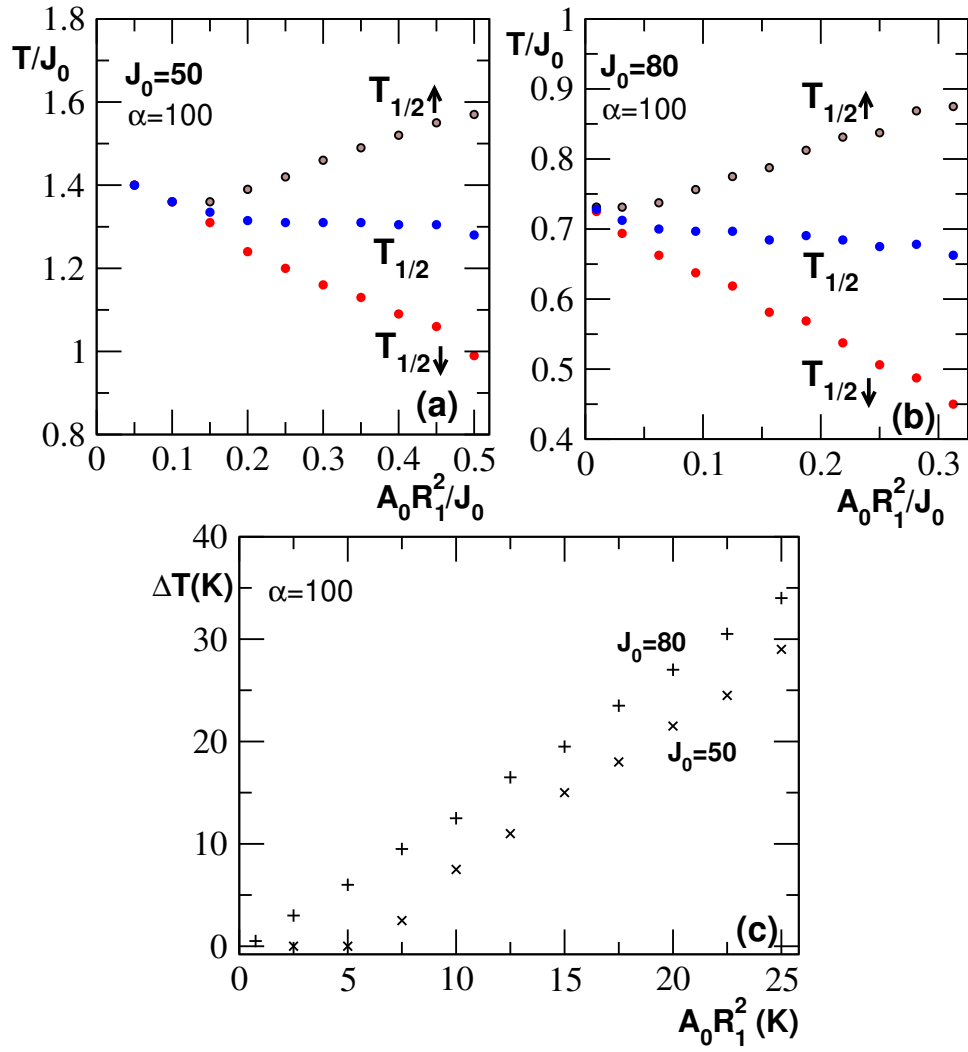 T/J₀
1.8
1.6
1.4
1.2
1
0.8
J₀=50
α=100
T₁/₂ ↑
T₁/₂
T₁/₂ ↓
(a)
0 0.1 0.2 0.3 0.4 0.5
A₀R₁²/J₀
T/J₀
1
0.9
0.8
0.7
0.6
0.5
0.4
J₀=80
α=100
T₁/₂ ↑
T₁/₂
T₁/₂ ↓
(b)
0 0.1 0.2 0.3
A₀R₁²/J₀
40
ΔT(K)
30
20
10
0
α=100
J₀=80
J₀=50
(c)
0 5 10 15 20 25
A₀R₁² (K)